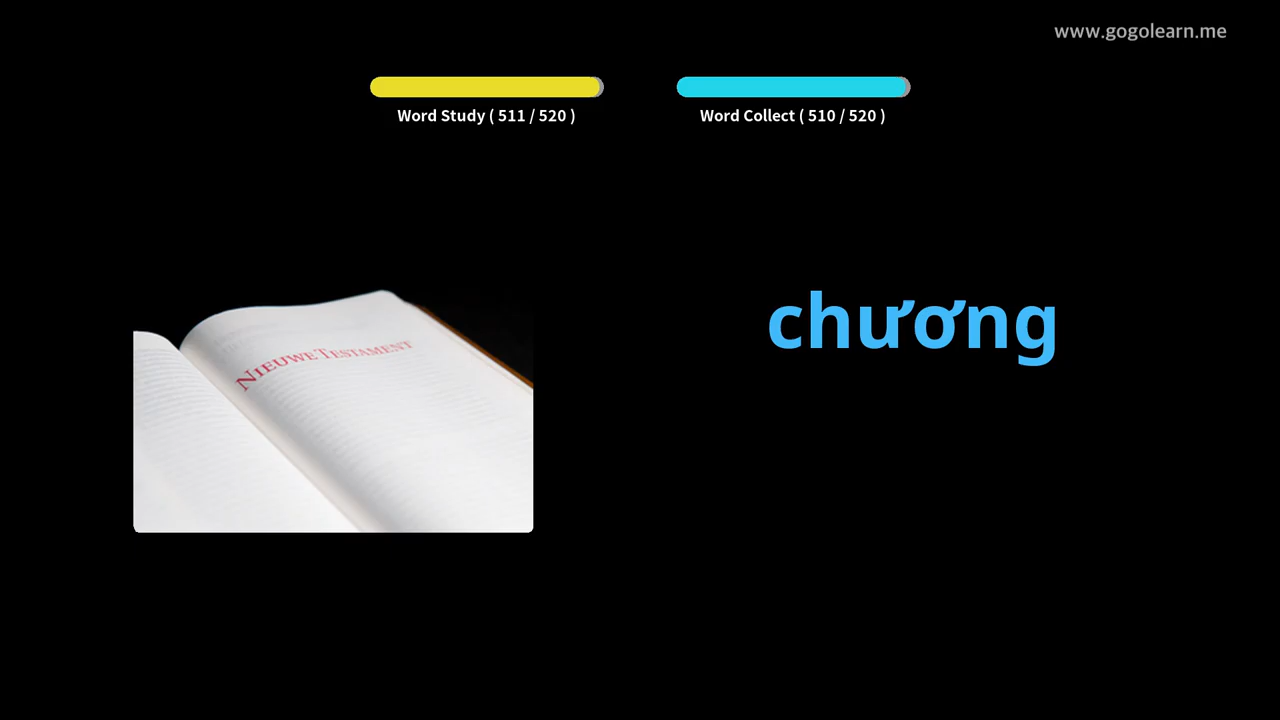 www.gogolearn.me
Word Study ( 511 / 520 )
Word Collect ( 510 / 520 )
chương
NIEUWE TESTAMENT